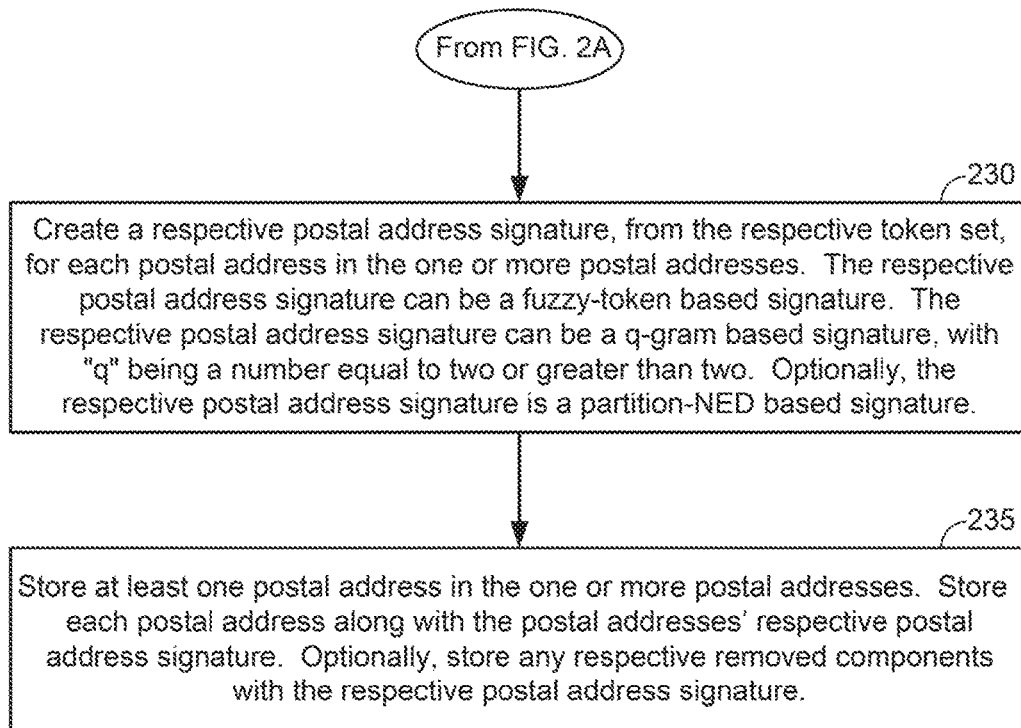 From FIG. 2A
230
Create a respective postal address signature, from the respective token set,
for each postal address in the one or more postal addresses.  The respective
postal address signature can be a fuzzy-token based signature.  The
respective postal address signature can be a q-gram based signature, with
"q" being a number equal to two or greater than two.  Optionally, the
respective postal address signature is a partition-NED based signature.
235
Store at least one postal address in the one or more postal addresses.  Store
each postal address along with the postal addresses' respective postal
address signature.  Optionally, store any respective removed components
with the respective postal address signature.